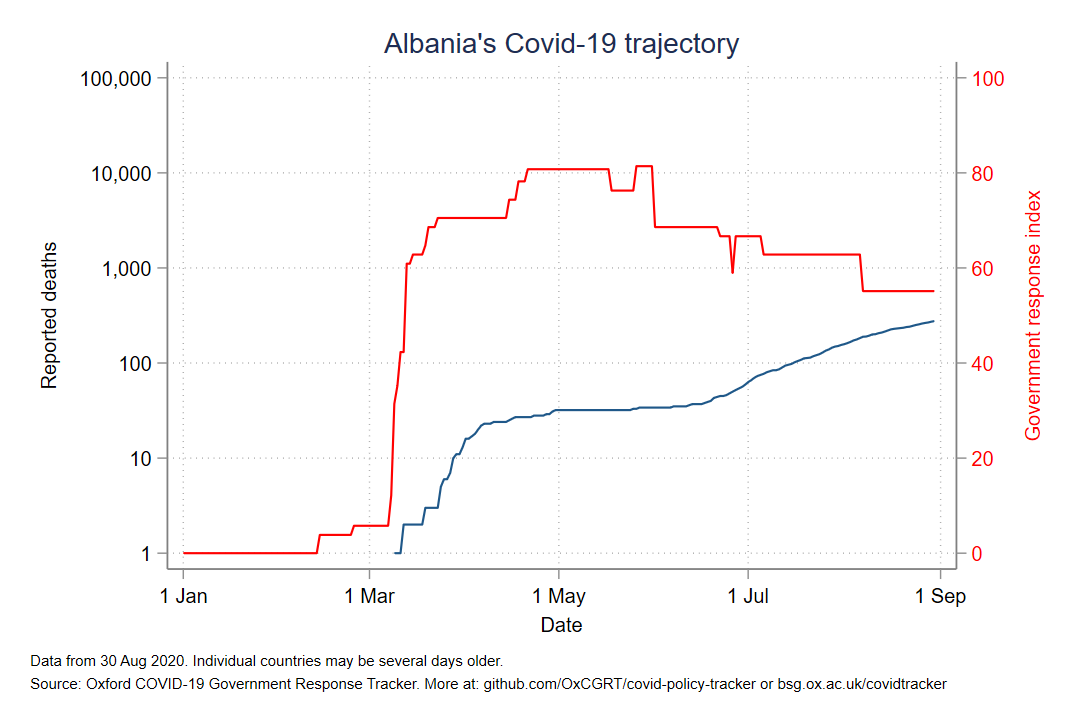 Albania's Covid-19 trajectory
100,000
10,000
1,000
100
10
1
Reported deaths
100
80
60
40
20
0
Government response index
1 Jan
1 Mar
1 May
1 Jul
1 Sep
Date
Data from 30 Aug 2020. Individual countries may be several days older.
Source: Oxford COVID-19 Government Response Tracker. More at: github.com/OxCGRT/covid-policy-tracker or bsg.ox.ac.uk/covidtracker